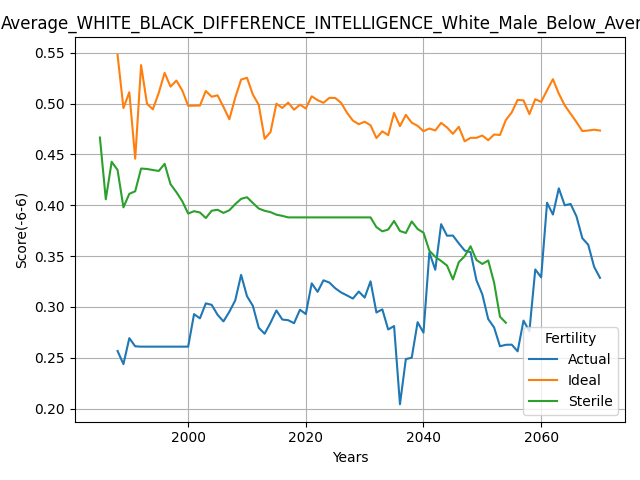 Average_WHITE_BLACK_DIFFERENCE_INTELLIGENCE_White_Male_Below_Aver
0.55
0.50
0.45
0.40
0.35
0.30
0.25
0.20
Score(-6-6)
2000
2020
2040
2060
Years
Fertility
Actual
Ideal
Sterile